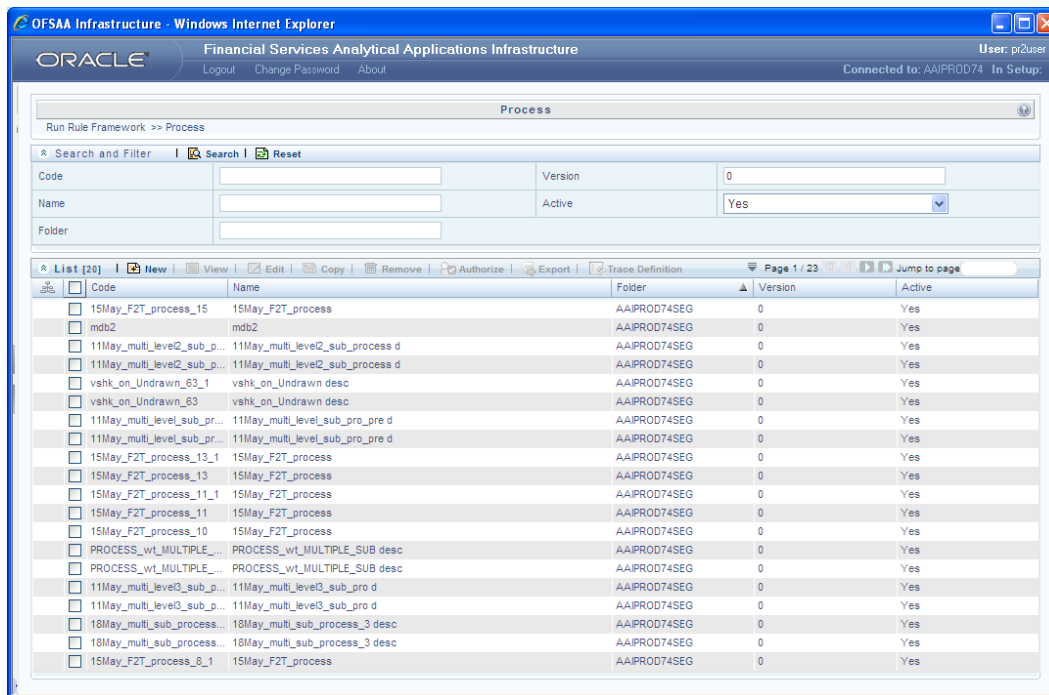 OFSAA Infrastructure - Windows Internet Explorer
ORACLE Financial Services Analytical Applications Infrastructure User: pr2user
Logout Change Password About Connected to: AAIPROD74 In Setup:
Process
Run Rule Framework >> Process
Search and Filter | Search | Reset
Code Version 0
Name Active Yes
Folder
List [20] | New | View | Edit | Copy | Remove | Authorize | Export | Trace Definition Page 1 / 23 Jump to page
Code Name Folder Version Active
15May_F2T_process_15 15May_F2T_process AAIPROD74SEG 0 Yes
mdb2 mdb2 AAIPROD74SEG 0 Yes
11May_multi_level2_sub_p... 11May_multi_level2_sub_process d AAIPROD74SEG 0 Yes
11May_multi_level2_sub_p... 11May_multi_level2_sub_process d AAIPROD74SEG 0 Yes
vshk_on_Undrawn_63_1 vshk_on_Undrawn desc AAIPROD74SEG 0 Yes
vshk_on_Undrawn_63 vshk_on_Undrawn desc AAIPROD74SEG 0 Yes
11May_multi_level_sub_pr... 11May_multi_level_sub_pro_pre d AAIPROD74SEG 0 Yes
11May_multi_level_sub_pr... 11May_multi_level_sub_pro_pre d AAIPROD74SEG 0 Yes
15May_F2T_process_13_1 15May_F2T_process AAIPROD74SEG 0 Yes
15May_F2T_process_13 15May_F2T_process AAIPROD74SEG 0 Yes
15May_F2T_process_11_1 15May_F2T_process AAIPROD74SEG 0 Yes
15May_F2T_process_11 15May_F2T_process AAIPROD74SEG 0 Yes
15May_F2T_process_10 15May_F2T_process AAIPROD74SEG 0 Yes
PROCESS_wt_MULTIPLE_... PROCESS_wt_MULTIPLE_SUB desc AAIPROD74SEG 0 Yes
PROCESS_wt_MULTIPLE_... PROCESS_wt_MULTIPLE_SUB desc AAIPROD74SEG 0 Yes
11May_multi_level3_sub_p... 11May_multi_level3_sub_pro d AAIPROD74SEG 0 Yes
11May_multi_level3_sub_p... 11May_multi_level3_sub_pro d AAIPROD74SEG 0 Yes
18May_multi_sub_process... 18May_multi_sub_process_3 desc AAIPROD74SEG 0 Yes
18May_multi_sub_process... 18May_multi_sub_process_3 desc AAIPROD74SEG 0 Yes
15May_F2T_process_8_1 15May_F2T_process AAIPROD74SEG 0 Yes